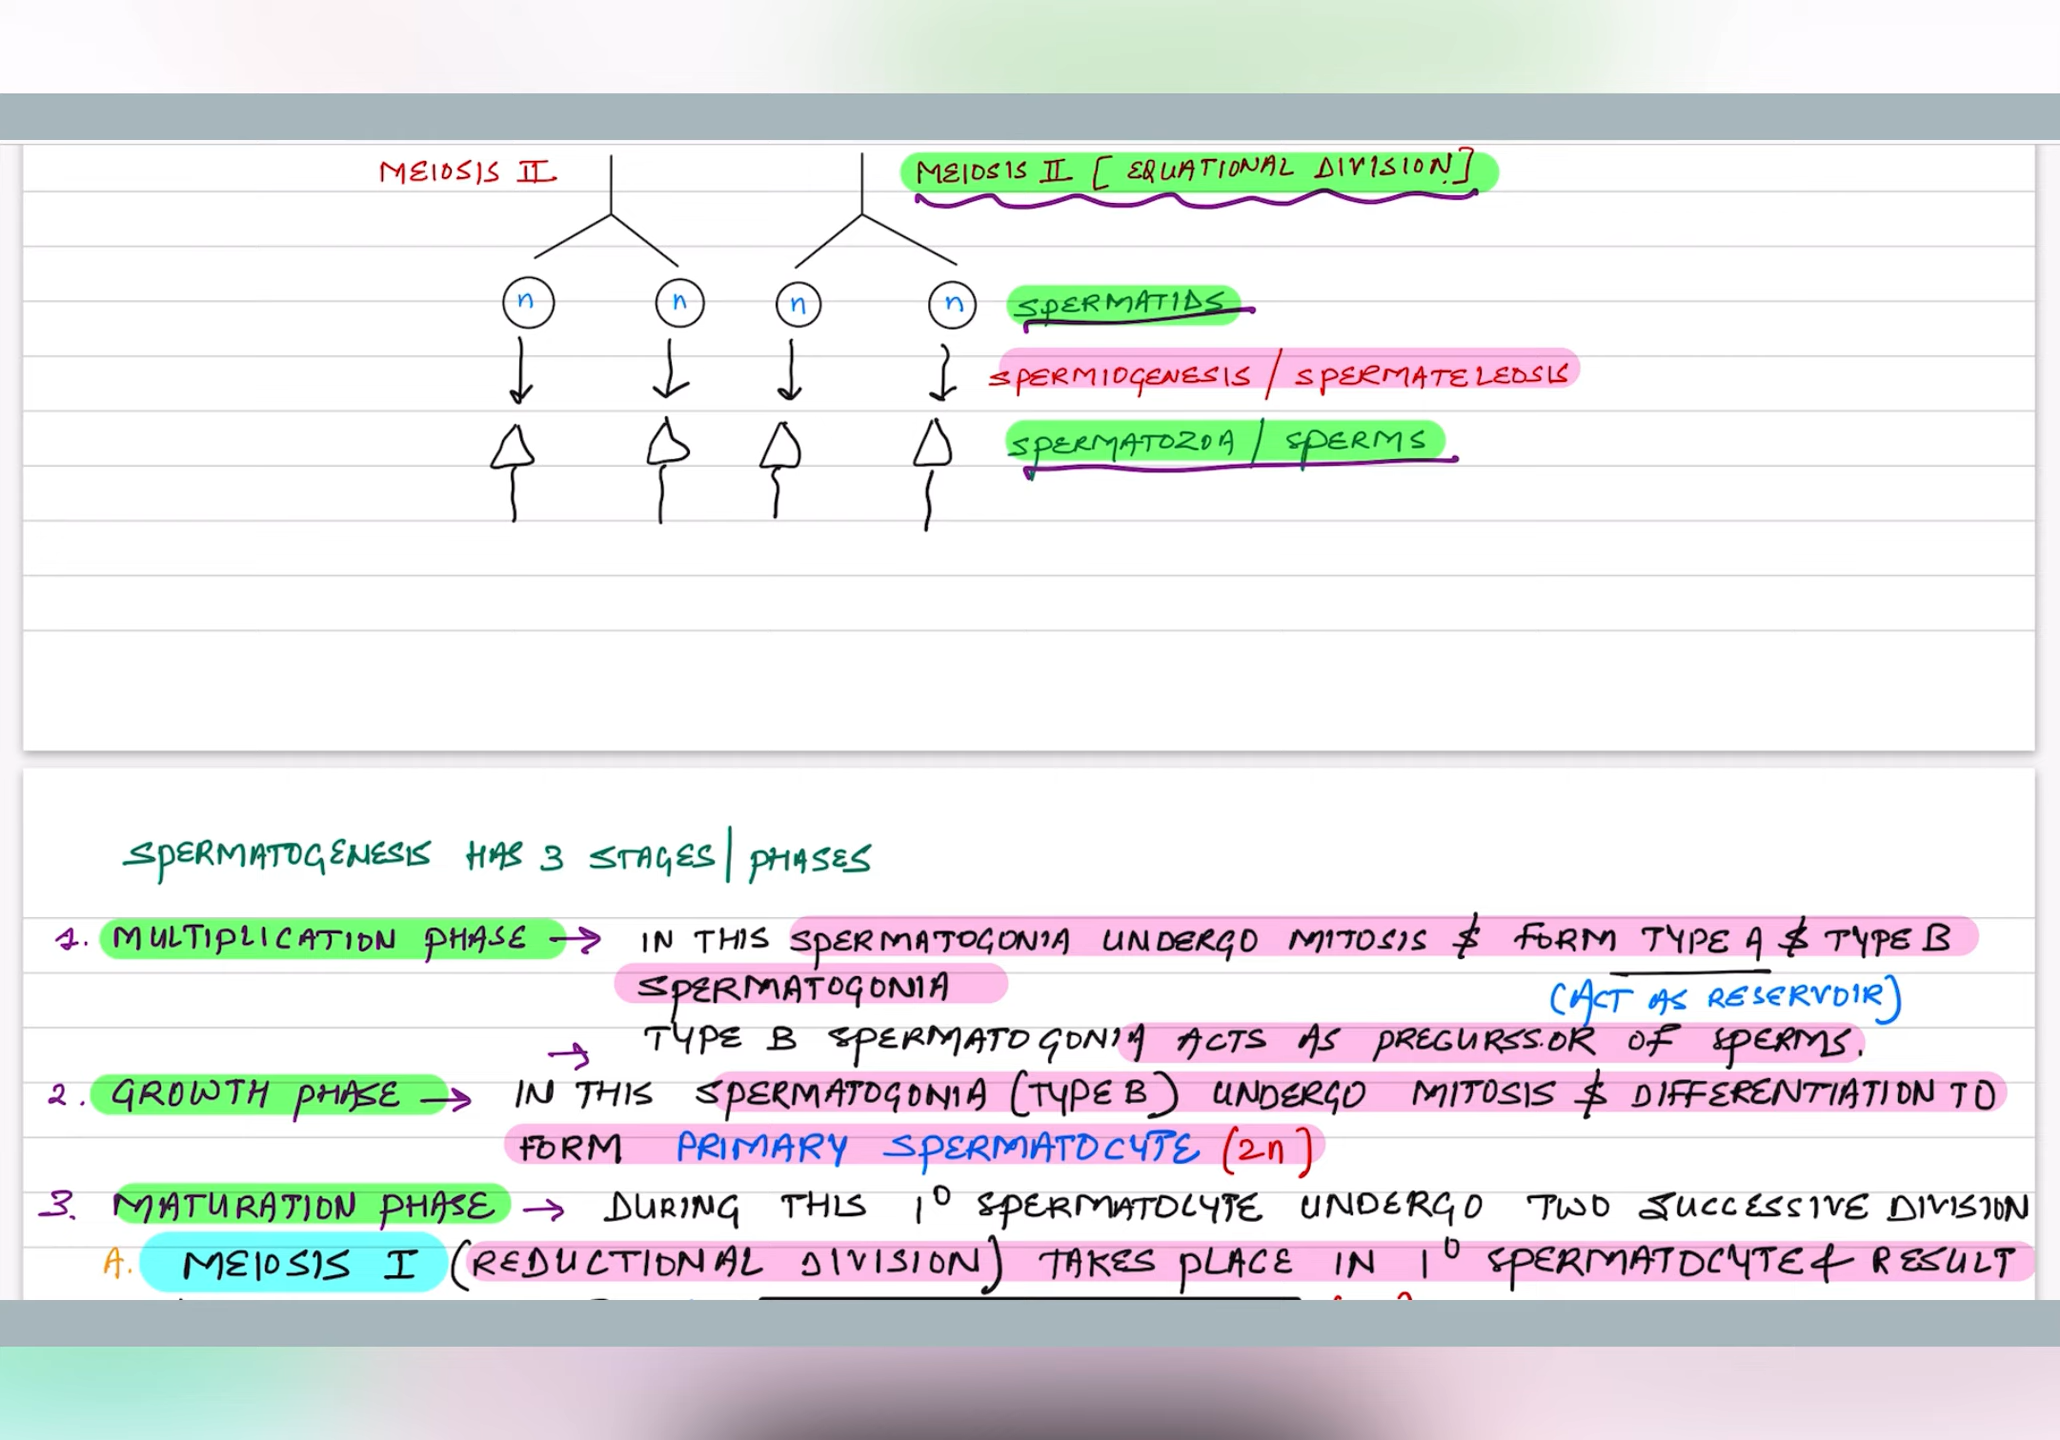 MEIOSIS II MEIOSIS II [ EQUATIONAL DIVISION]
n n n n SPERMATIDS
SPERMIOGENESIS / SPERMATELEOSIS
SPERMATOZOA / SPERMS
SPERMATOGENESIS HAS 3 STAGES | PHASES
1. MULTIPLICATION PHASE → IN THIS SPERMATOGONIA UNDERGO MITOSIS & FORM TYPE A & TYPE B
SPERMATOGONIA (ACT AS RESERVOIR)
→ TYPE B SPERMATOGONIA ACTS AS PRECURSSOR OF SPERMS.
2. GROWTH PHASE → IN THIS SPERMATOGONIA (TYPE B) UNDERGO MITOSIS & DIFFERENTIATION TO
FORM PRIMARY SPERMATOCYTE (2n)
3. MATURATION PHASE → DURING THIS 1° SPERMATOCYTE UNDERGO TWO SUCCESSIVE DIVISION
A. MEIOSIS I (REDUCTIONAL DIVISION) TAKES PLACE IN 1° SPERMATOCYTE & RESULT